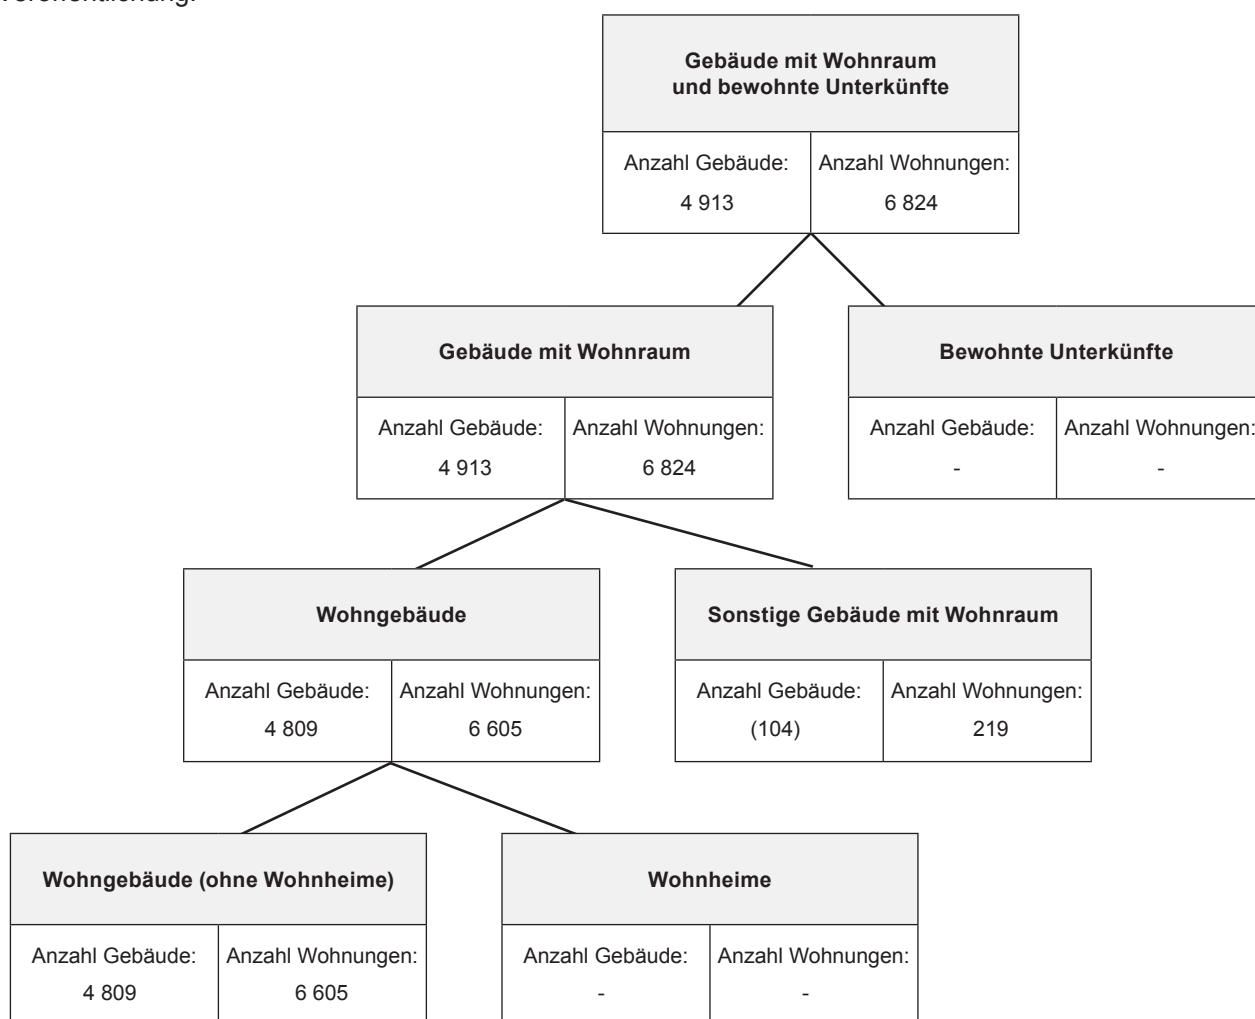 Veröffentlichung.
Gebäude mit Wohnraum
und bewohnte Unterkünfte
Anzahl Gebäude:
4 913
Anzahl Wohnungen:
6 824
Gebäude mit Wohnraum
Anzahl Gebäude:
4 913
Anzahl Wohnungen:
6 824
Bewohnte Unterkünfte
Anzahl Gebäude:
-
Anzahl Wohnungen:
-
Wohngebäude
Anzahl Gebäude:
4 809
Anzahl Wohnungen:
6 605
Sonstige Gebäude mit Wohnraum
Anzahl Gebäude:
(104)
Anzahl Wohnungen:
219
Wohngebäude (ohne Wohnheime)
Anzahl Gebäude:
4 809
Anzahl Wohnungen:
6 605
Wohnheime
Anzahl Gebäude:
-
Anzahl Wohnungen:
-